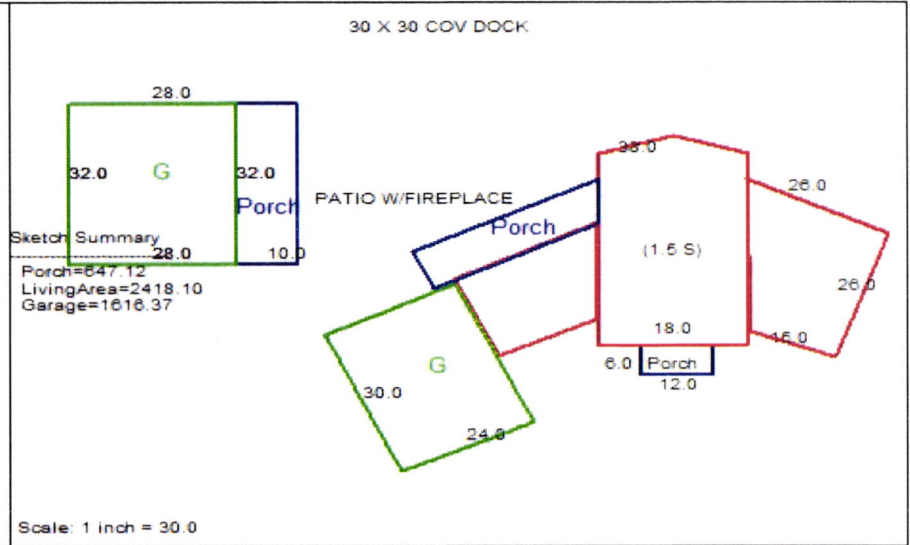 30 X 30 COV DOCK
28.0
32.0
G
32.0
Porch
28.0
10.0
PATIO W/FIREPLACE
Sketch Summary
Porch=647.12
LivingArea=2418.10
Garage=1616.37
Porch
G
30.0
24.0
(1.5 S)
18.0
6.0
Porch
12.0
26.0
26.0
16.0
Scale: 1 inch = 30.0